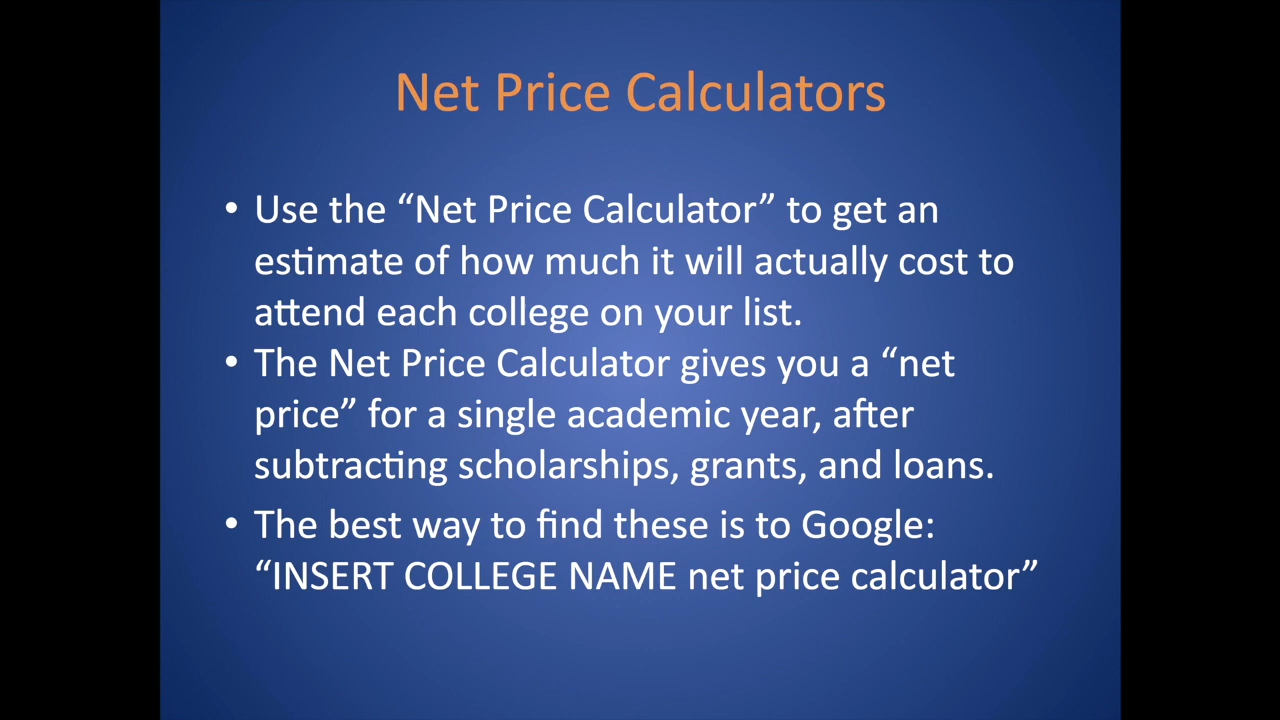 Net Price Calculators
• Use the “Net Price Calculator” to get an
estimate of how much it will actually cost to
attend each college on your list.
• The Net Price Calculator gives you a “net
price” for a single academic year, after
subtracting scholarships, grants, and loans.
• The best way to find these is to Google:
“INSERT COLLEGE NAME net price calculator”